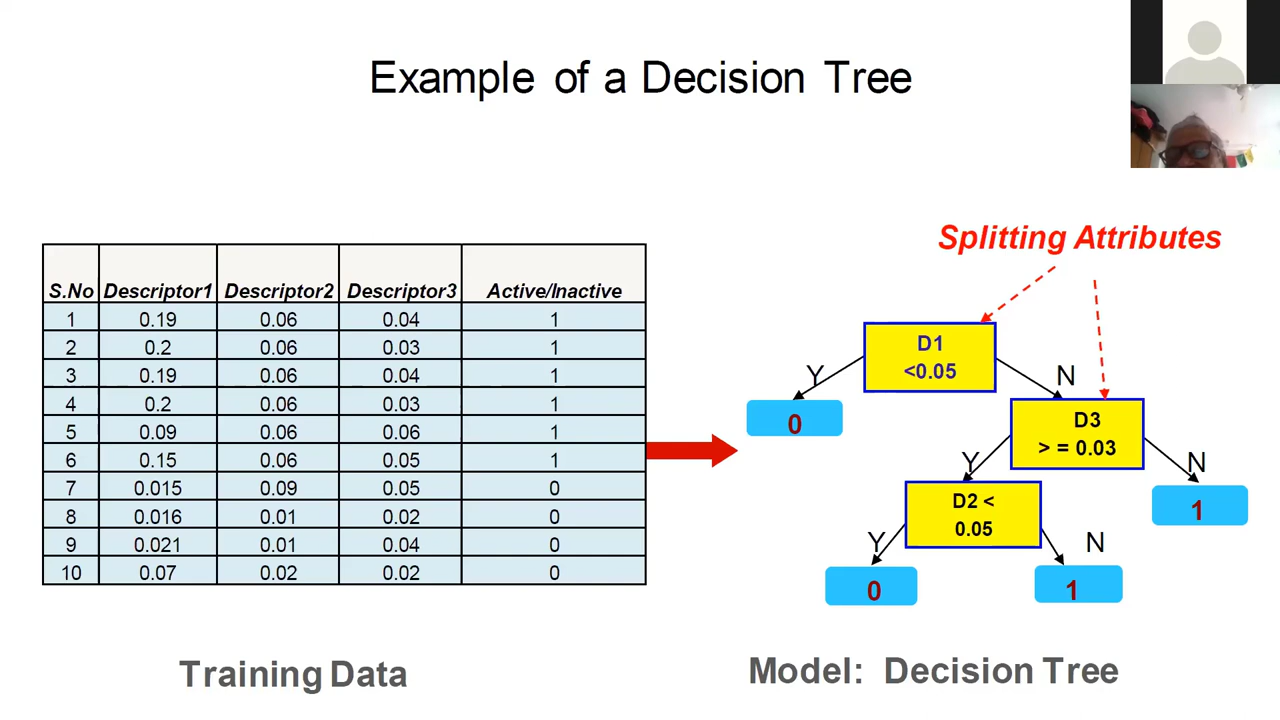 Example of a Decision Tree
S.No Descriptor1 Descriptor2 Descriptor3 Active/Inactive
1 0.19 0.06 0.04 1
2 0.2 0.06 0.03 1
3 0.19 0.06 0.04 1
4 0.2 0.06 0.03 1
5 0.09 0.06 0.06 1
6 0.15 0.06 0.05 1
7 0.015 0.09 0.05 0
8 0.016 0.01 0.02 0
9 0.021 0.01 0.04 0
10 0.07 0.02 0.02 0
Training Data
Splitting Attributes
D1
<0.05
Y
N
0
D3
> = 0.03
Y
N
D2 <
0.05
1
Y
N
0
1
Model: Decision Tree